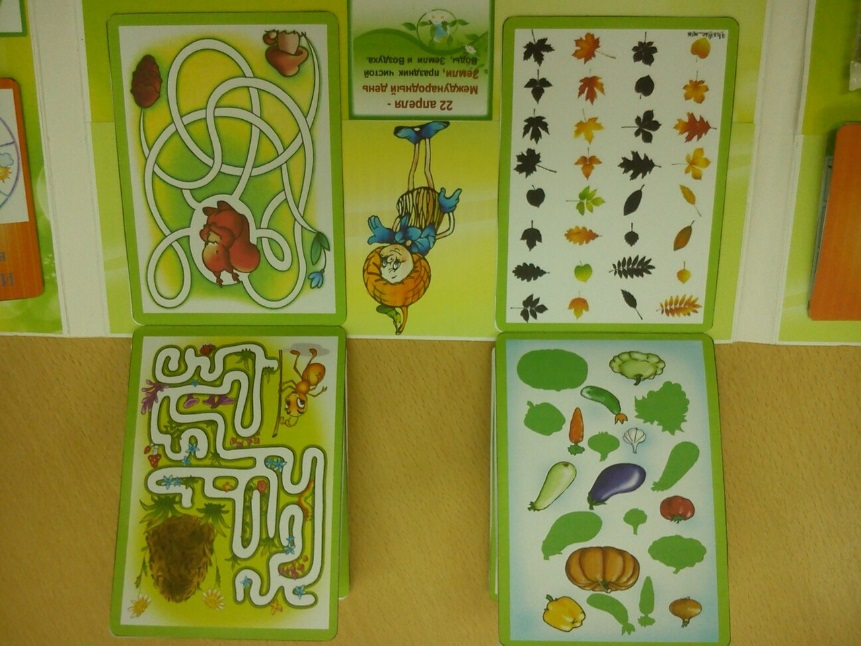 22 апреля -
Международный день
Земли, праздник чистой
Воды, Земли и Воздуха.